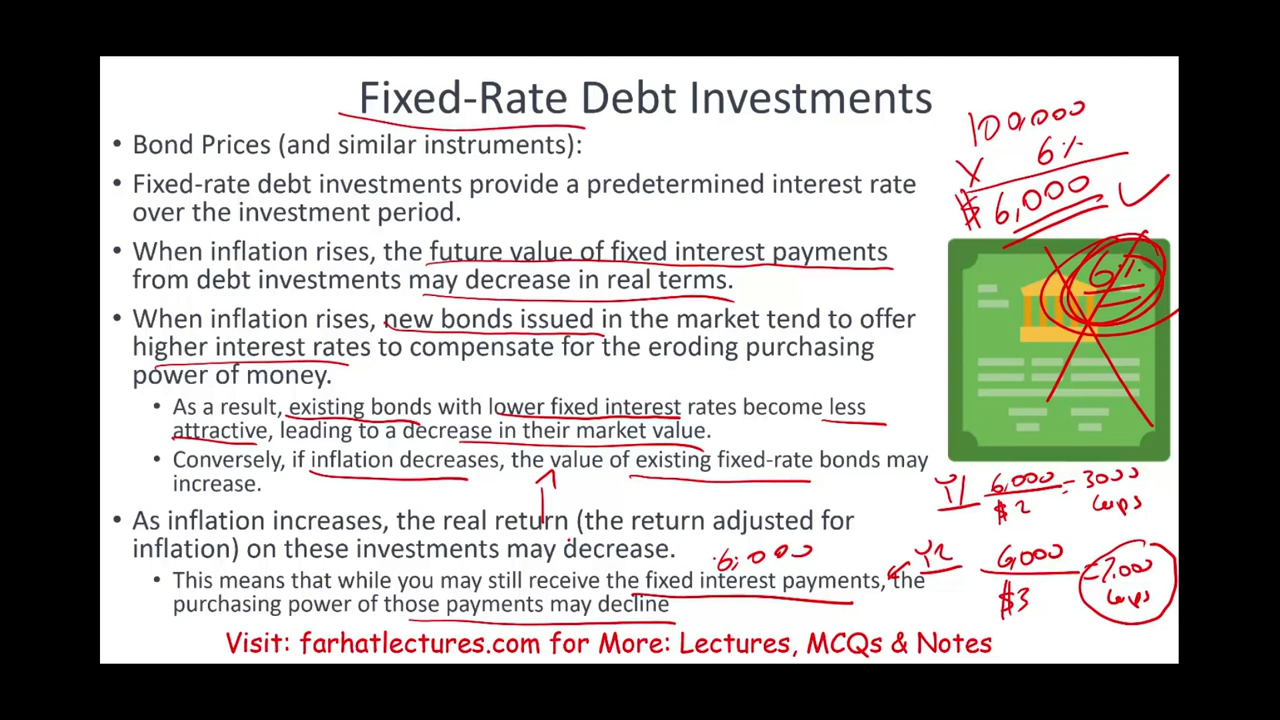 Fixed-Rate Debt Investments
• Bond Prices (and similar instruments):
• Fixed-rate debt investments provide a predetermined interest rate
over the investment period.
• When inflation rises, the future value of fixed interest payments
from debt investments may decrease in real terms.
• When inflation rises, new bonds issued in the market tend to offer
higher interest rates to compensate for the eroding purchasing
power of money.
• As a result, existing bonds with lower fixed interest rates become less
attractive, leading to a decrease in their market value.
• Conversely, if inflation decreases, the value of existing fixed-rate bonds may
increase.
• As inflation increases, the real return (the return adjusted for
inflation) on these investments may decrease.
• This means that while you may still receive the fixed interest payments, the
purchasing power of those payments may decline
Visit: farhatlectures.com for More: Lectures, MCQs & Notes
100,000
X 6%
$6,000
6%
Y1 6,000 = 3000
$2 cups
6,000
Y2 6,000
$3 cups